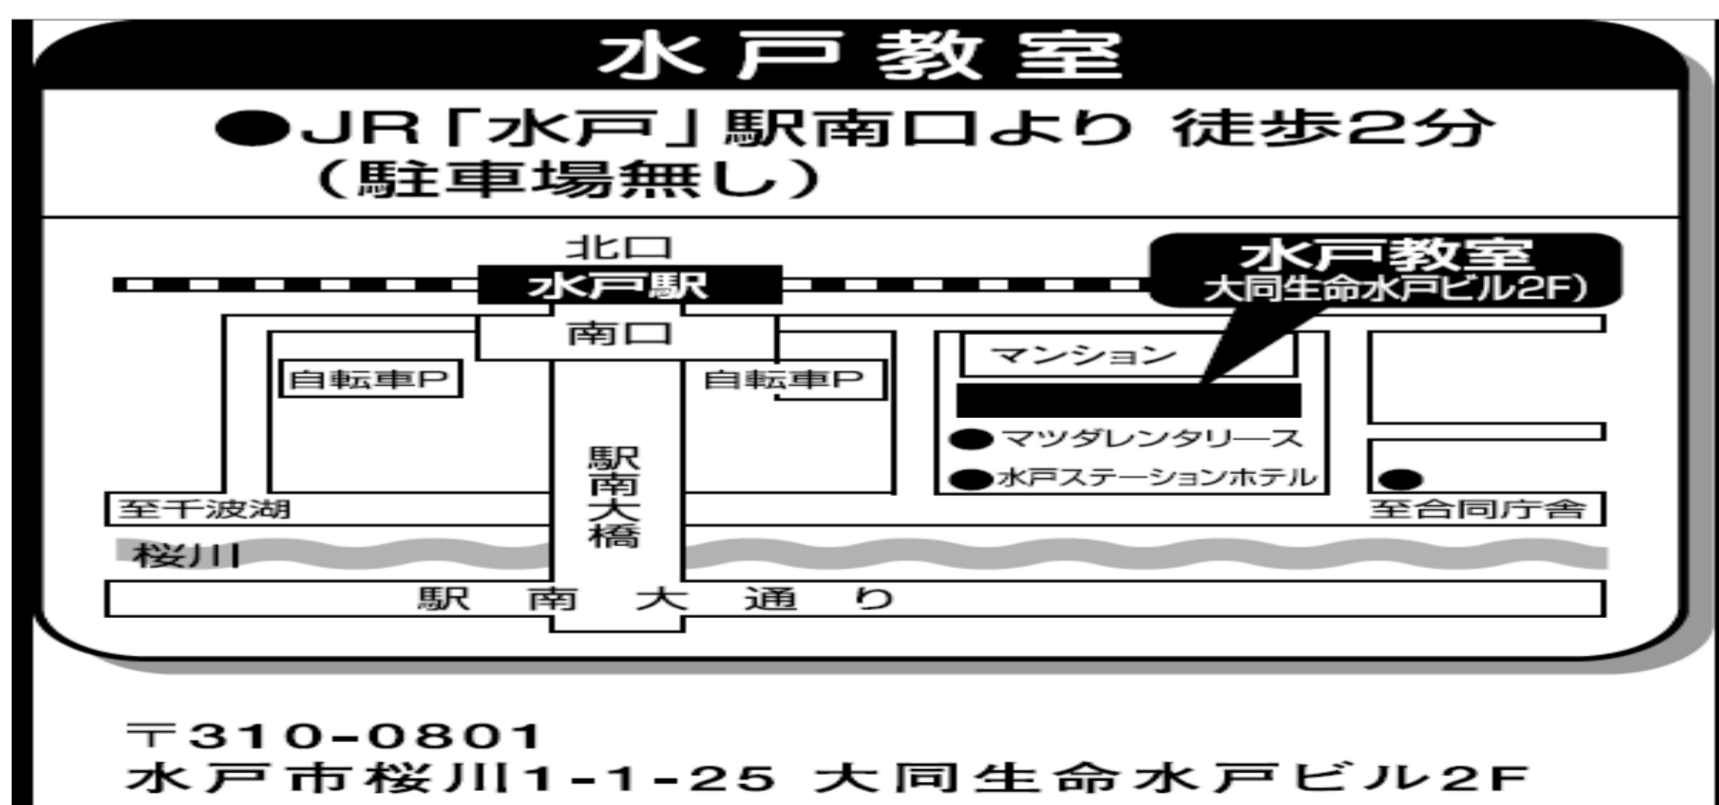 水戸教室
●JR「水戸」駅南口より 徒歩2分
(駐車場無し)
北口
水戸駅
水戸教室
大同生命水戸ビル2F)
南口
マンション
自転車P
自転車P
●マツダレンタリース
駅南大橋
●水戸ステーションホテル
至千波湖
至合同庁舎
桜川
駅南大通り
〒310-0801
水戸市桜川1-1-25 大同生命水戸ビル2F